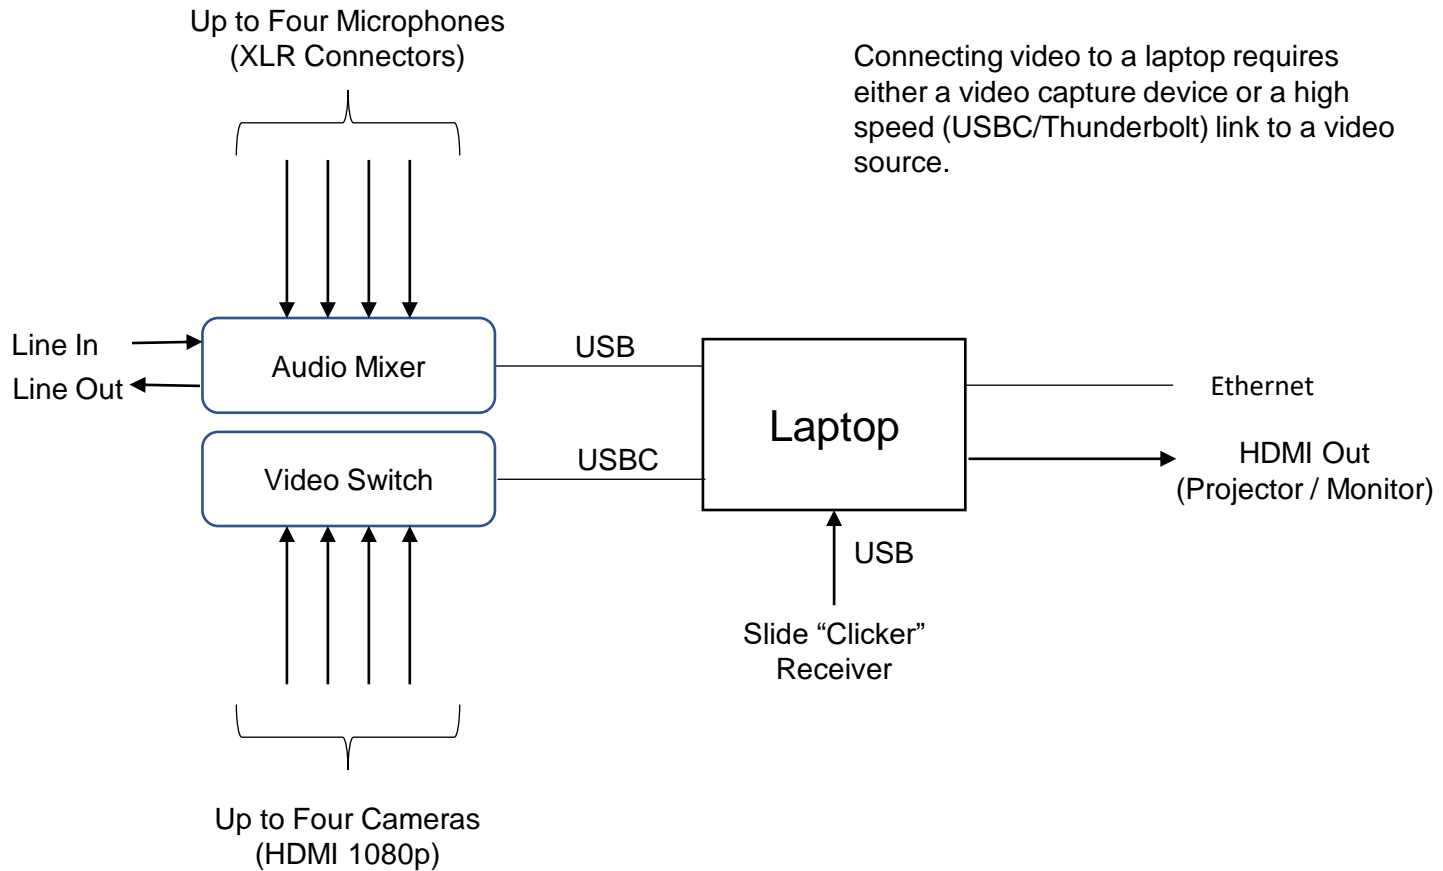 Up to Four Microphones
(XLR Connectors)
Connecting video to a laptop requires
either a video capture device or a high
speed (USBC/Thunderbolt) link to a video
source.
Line In
Line Out
Audio Mixer
USB
Video Switch
USBC
Laptop
Ethernet
HDMI Out
(Projector / Monitor)
USB
Slide “Clicker”
Receiver
Up to Four Cameras
(HDMI 1080p)